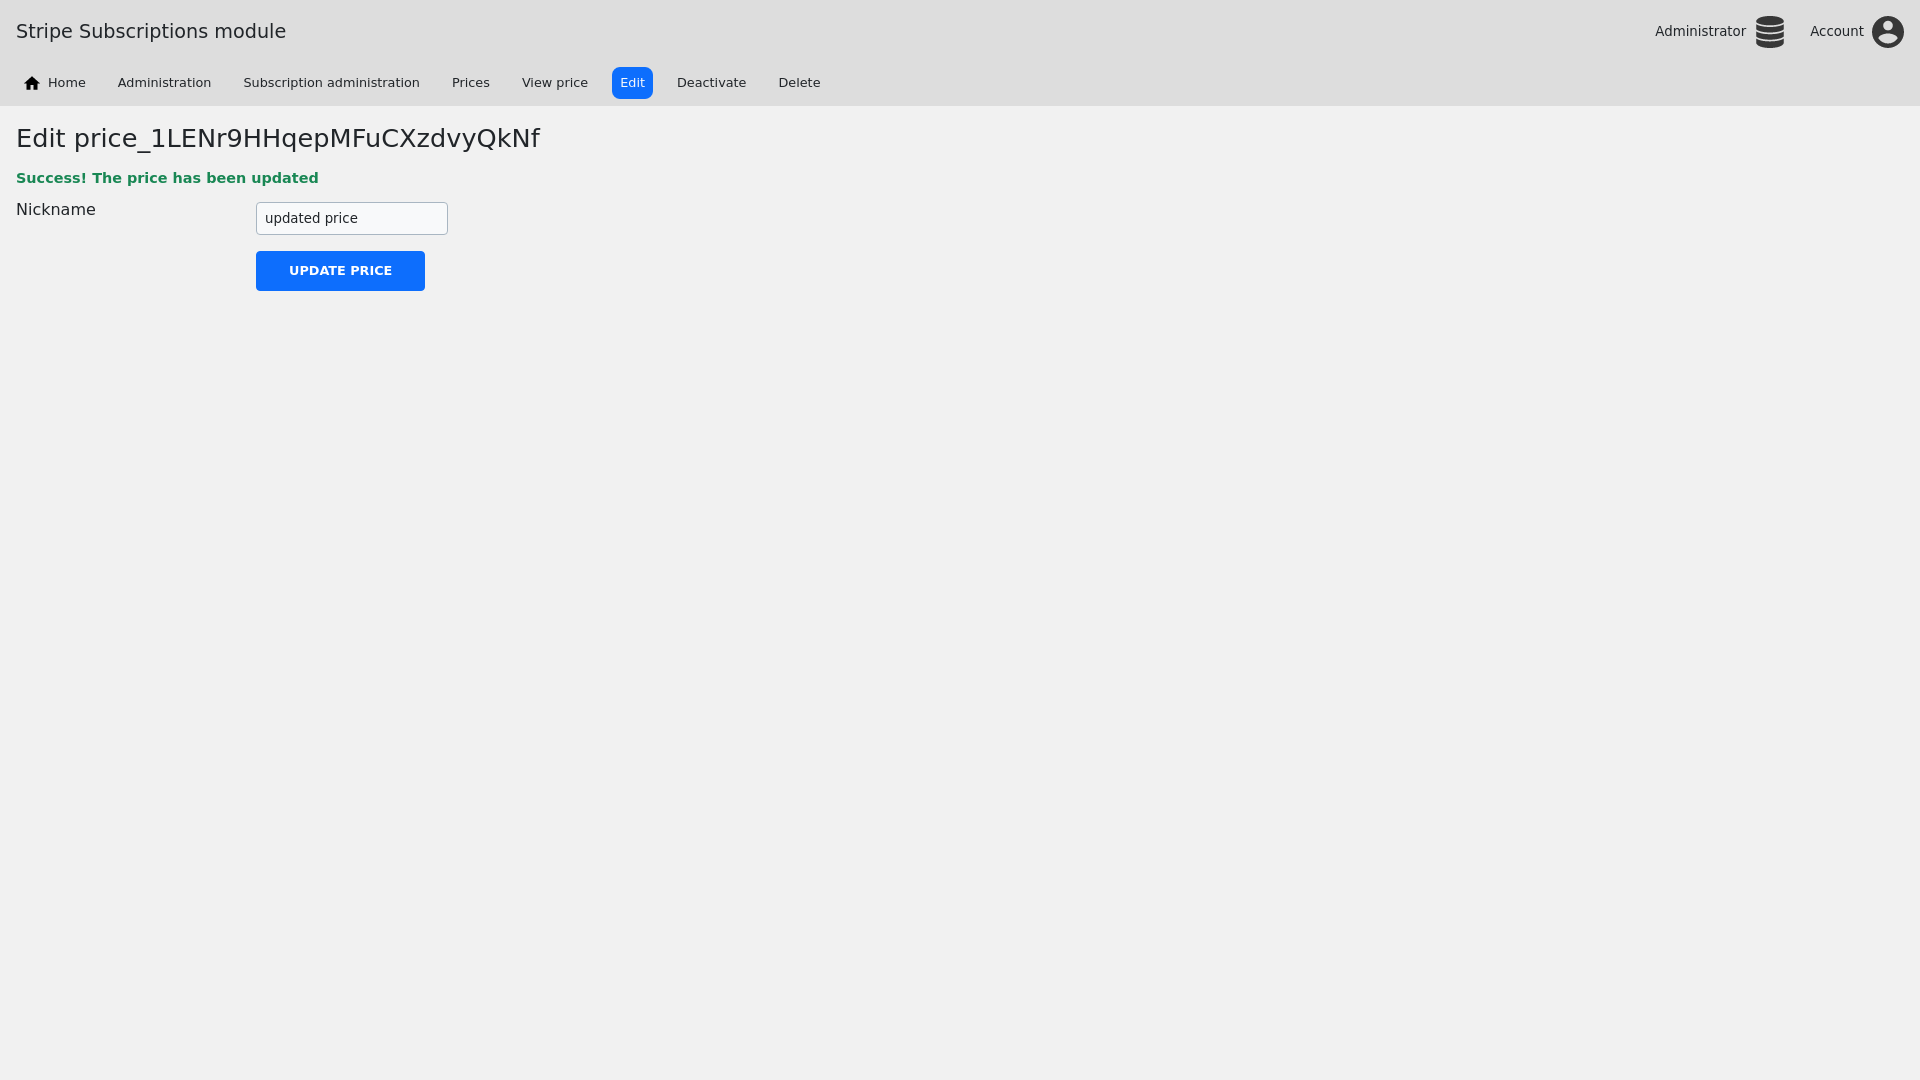 Stripe Subscriptions module
Administrator
Account
Home
Administration
Subscription administration
Prices
View price
Edit
Deactivate
Delete
Edit price_1LENr9HHqepMFuCXzdvyQkNf
Success! The price has been updated
Nickname
updated price
UPDATE PRICE